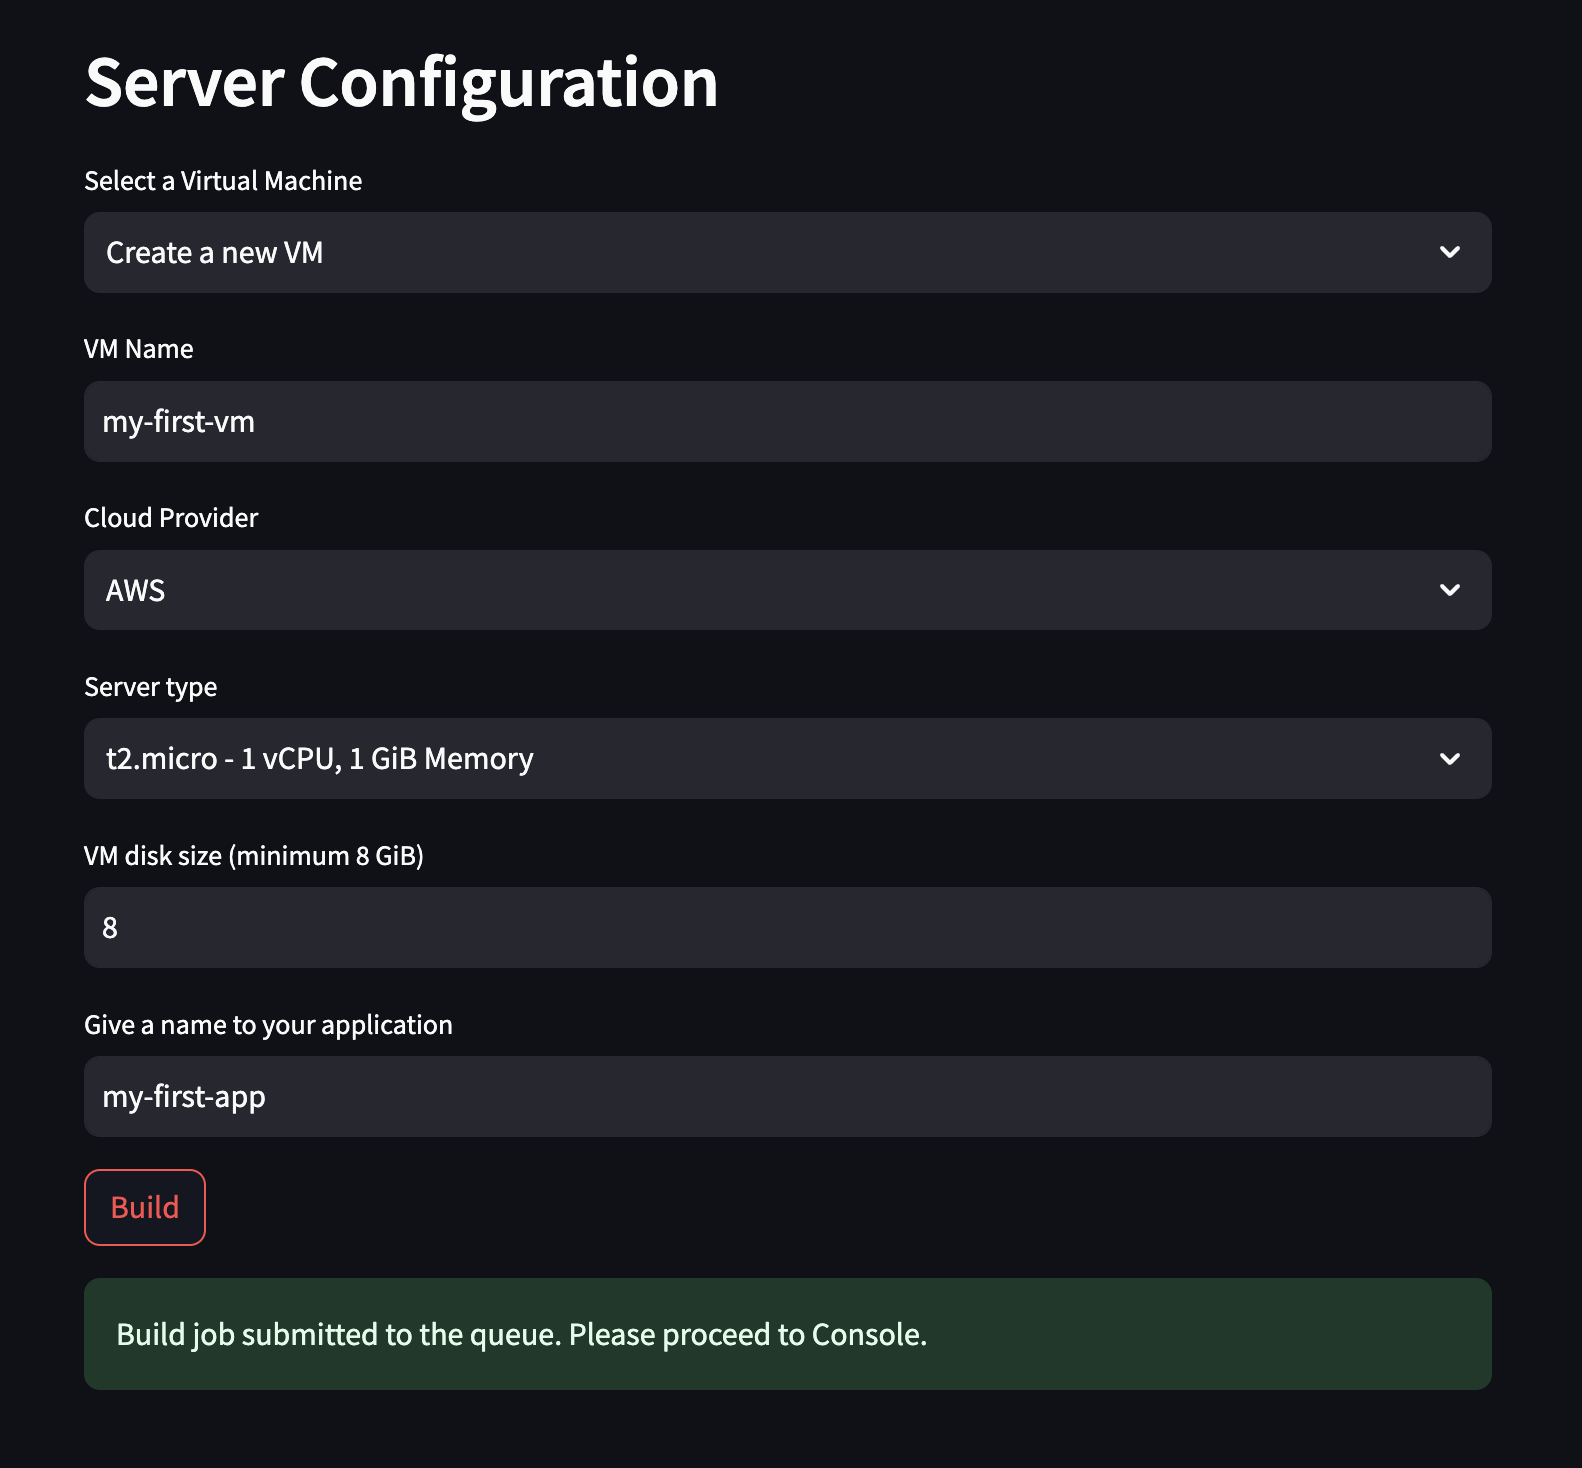 Server Configuration
Select a Virtual Machine
Create a new VM
VM Name
my-first-vm
Cloud Provider
AWS
Server type
t2.micro - 1 vCPU, 1 GiB Memory
VM disk size (minimum 8 GiB)
8
Give a name to your application
my-first-app
Build
Build job submitted to the queue. Please proceed to Console.